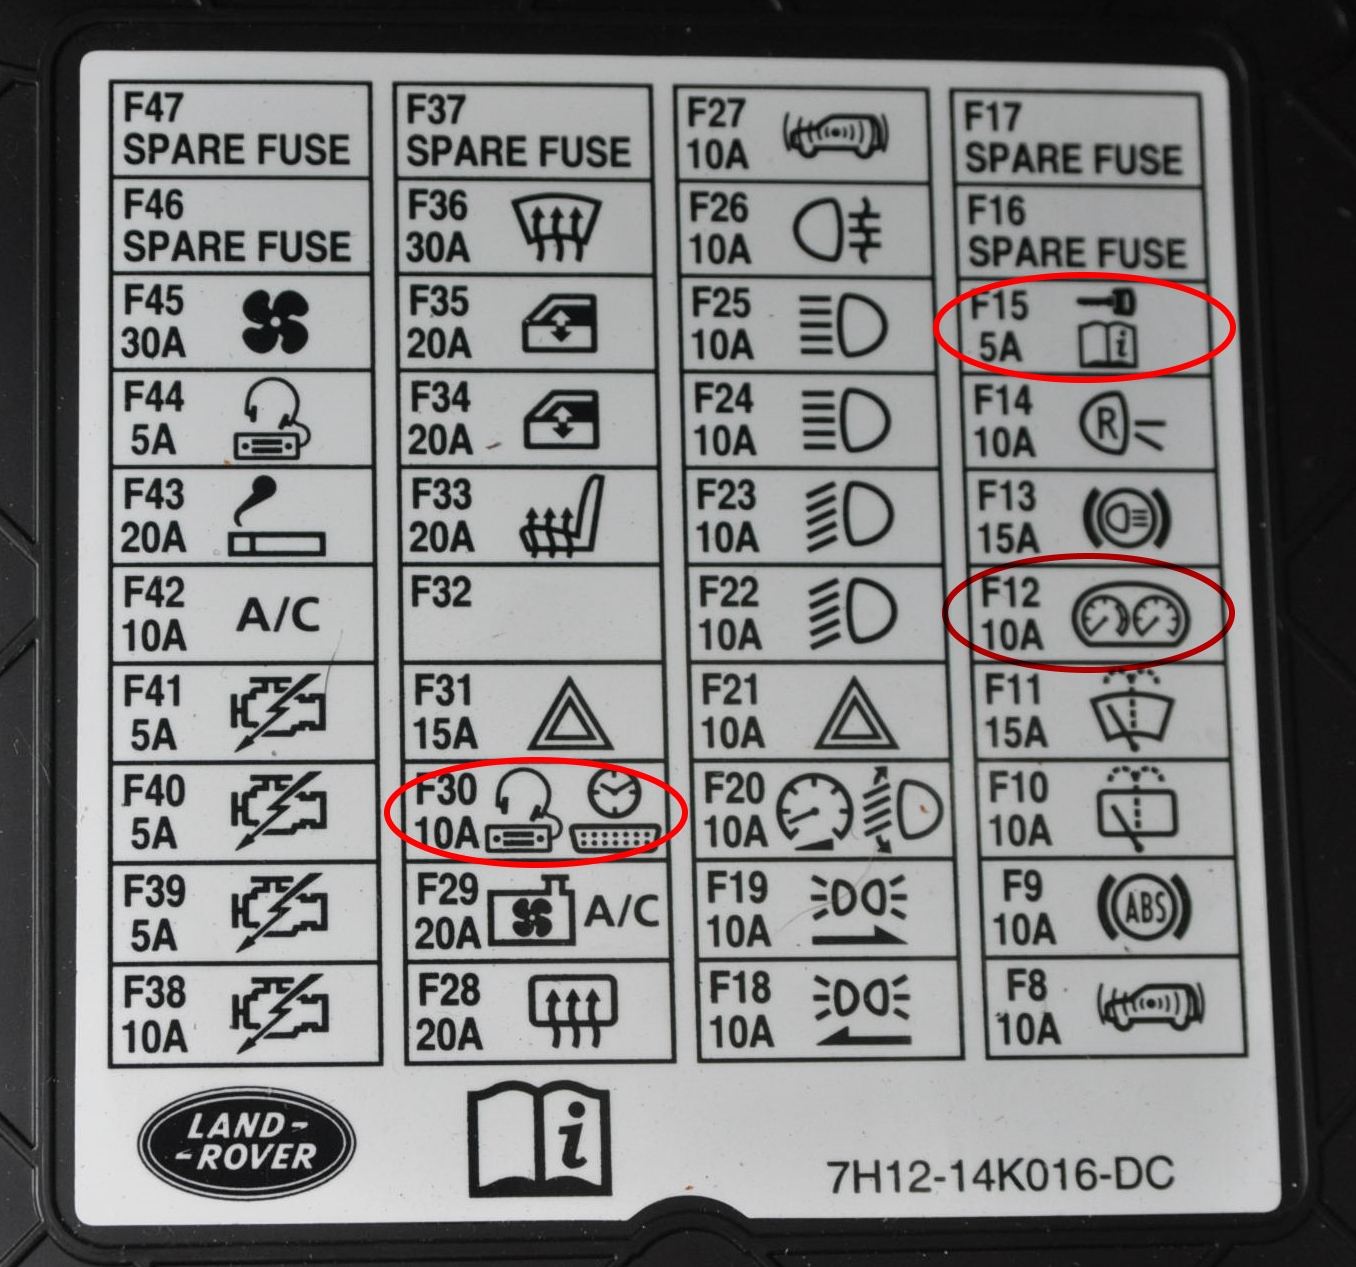 F47
SPARE FUSE
F46
SPARE FUSE
F45
30A
F44
5A
F43
20A
F42
10A
A/C
F41
5A
F40
5A
F39
5A
F38
10A
F37
SPARE FUSE
F36
30A
F35
20A
F34
20A
F33
20A
F32
F31
15A
F30
10A
F29
20A
A/C
F28
20A
F27
10A
F26
10A
F25
10A
F24
10A
F23
10A
F22
10A
F21
10A
F20
10A
F19
10A
F18
10A
F17
SPARE FUSE
F16
SPARE FUSE
F15
5A
i
F14
10A
R
F13
15A
F12
10A
F11
15A
F10
10A
F9
10A
ABS
F8
10A
LAND-
-ROVER
i
7H12-14K016-DC